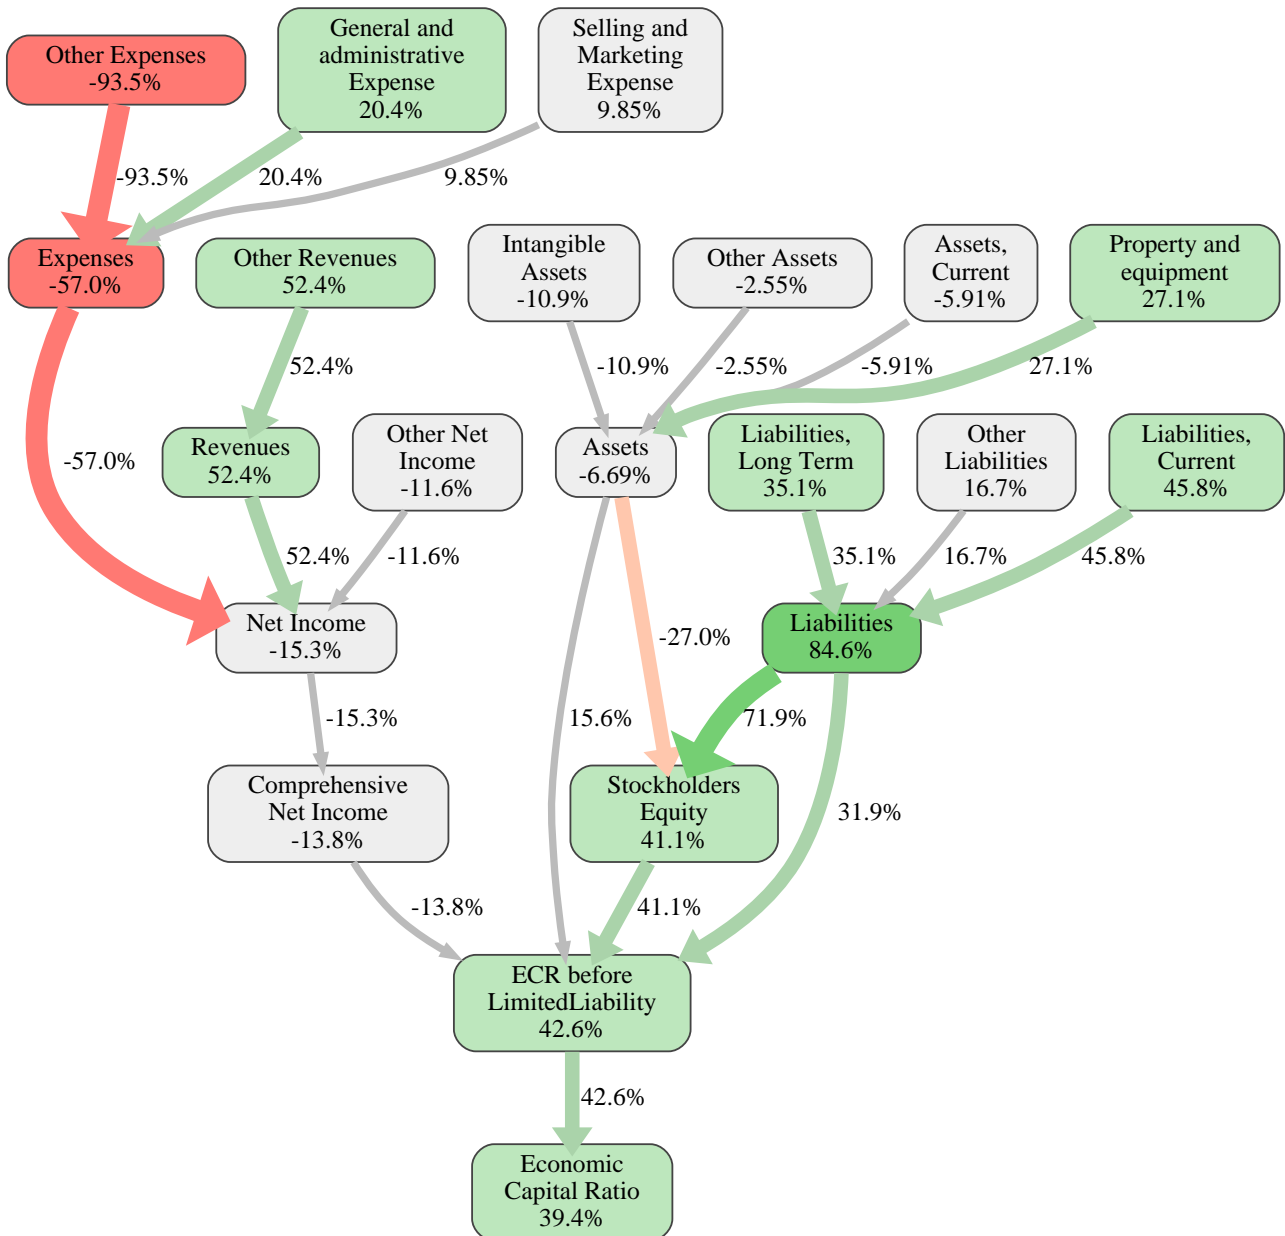 Other Expenses
-93.5%
General and
administrative
Expense
20.4%
Selling and
Marketing
Expense
9.85%
-93.5%
20.4%
9.85%
Expenses
-57.0%
Other Revenues
52.4%
Intangible
Assets
-10.9%
Other Assets
-2.55%
Assets,
Current
-5.91%
Property and
equipment
27.1%
52.4%
-10.9%
-2.55%
-5.91%
27.1%
-57.0%
Revenues
52.4%
Other Net
Income
-11.6%
Assets
-6.69%
Liabilities,
Long Term
35.1%
Other
Liabilities
16.7%
Liabilities,
Current
45.8%
52.4%
-11.6%
35.1%
16.7%
45.8%
Net Income
-15.3%
-27.0%
Liabilities
84.6%
-15.3%
15.6%
71.9%
Comprehensive
Net Income
-13.8%
Stockholders
Equity
41.1%
31.9%
-13.8%
41.1%
ECR before
LimitedLiability
42.6%
42.6%
Economic
Capital Ratio
39.4%